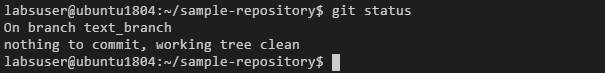 labsuser@ubuntu1804:~/sample-repository$ git status
On branch text_branch
nothing to commit, working tree clean
labsuser@ubuntu1804:~/sample-repository$